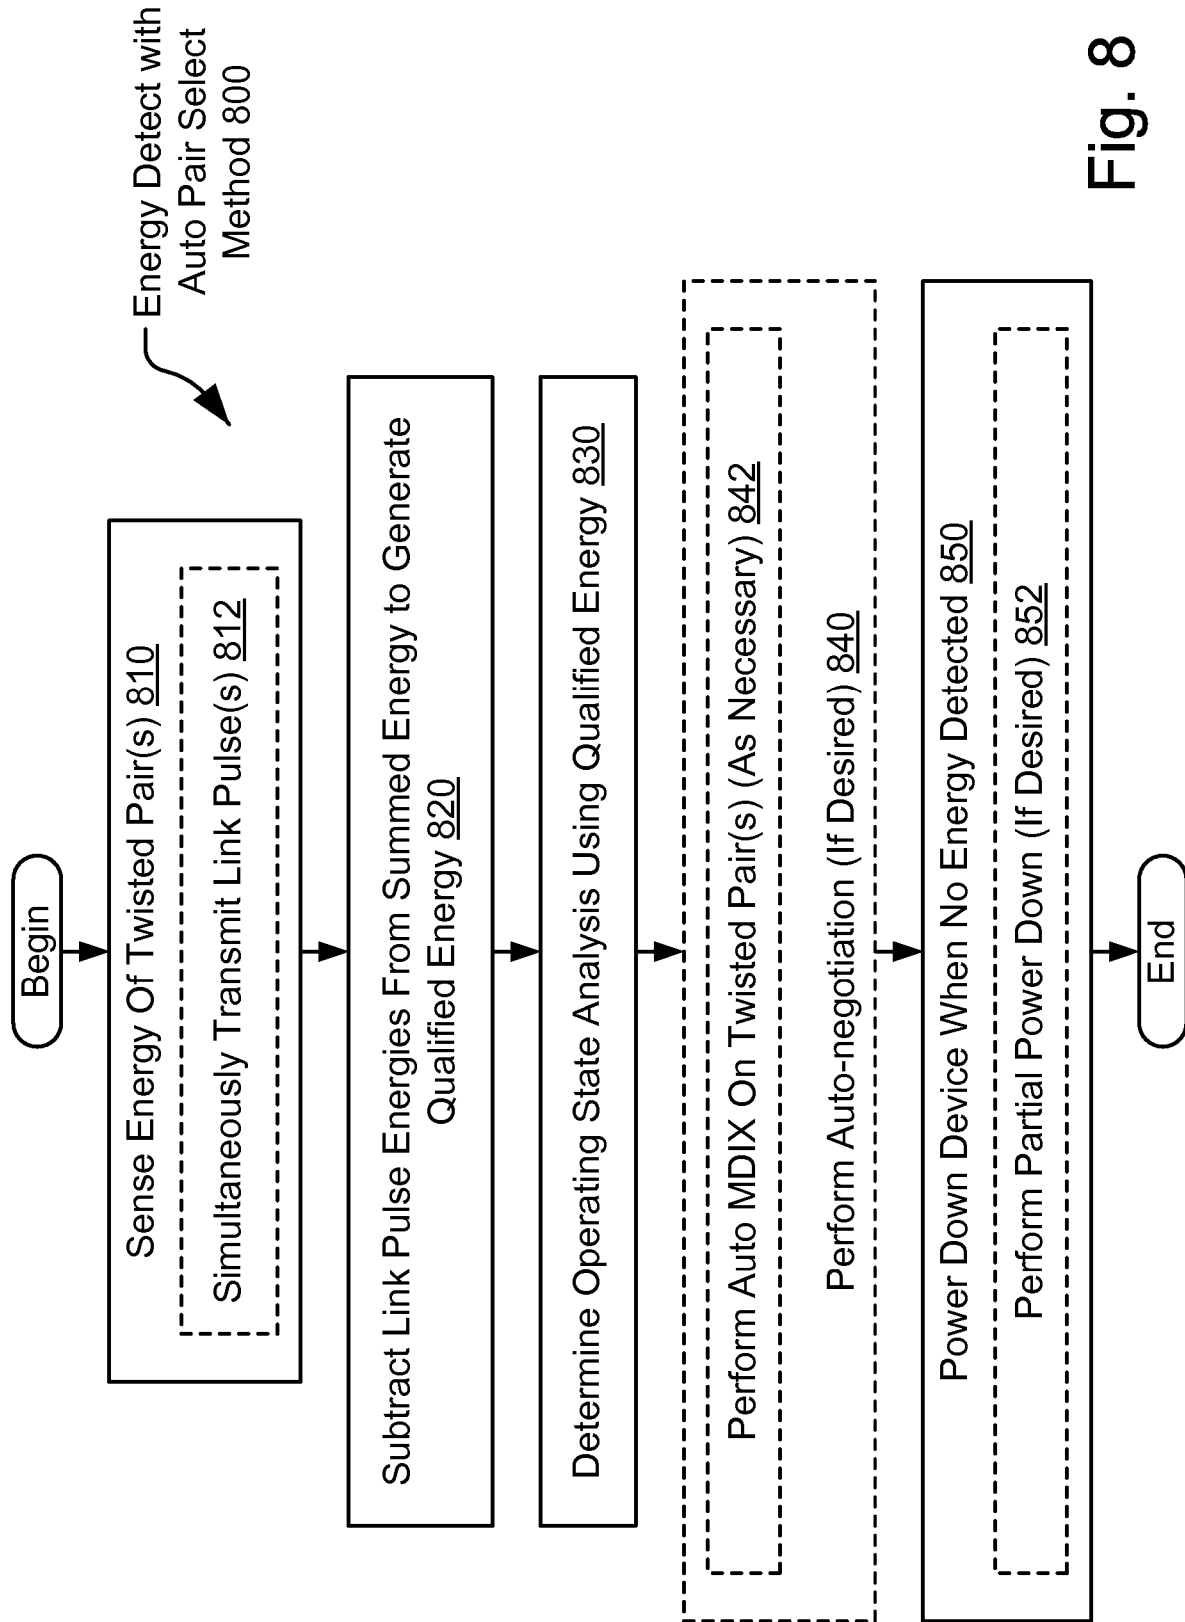 Energy Detect with
Auto Pair Select
Method 800
Begin
Sense Energy Of Twisted Pair(s) 810
Simultaneously Transmit Link Pulse(s) 812
Subtract Link Pulse Energies From Summed Energy to Generate
Qualified Energy 820
Determine Operating State Analysis Using Qualified Energy 830
Perform Auto MDIX On Twisted Pair(s) (As Necessary) 842
Perform Auto-negotiation (If Desired) 840
Power Down Device When No Energy Detected 850
Perform Partial Power Down (If Desired) 852
End
Fig. 8